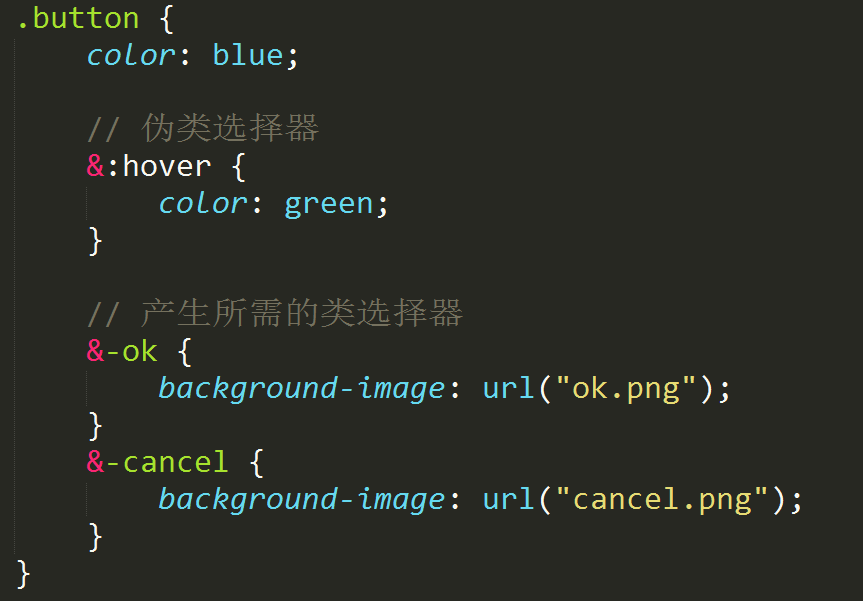 .button {
    color: blue;

    // 伪类选择器
    &:hover {
        color: green;
    }

    // 产生所需的类选择器
    &-ok {
        background-image: url("ok.png");
    }
    &-cancel {
        background-image: url("cancel.png");
    }
}